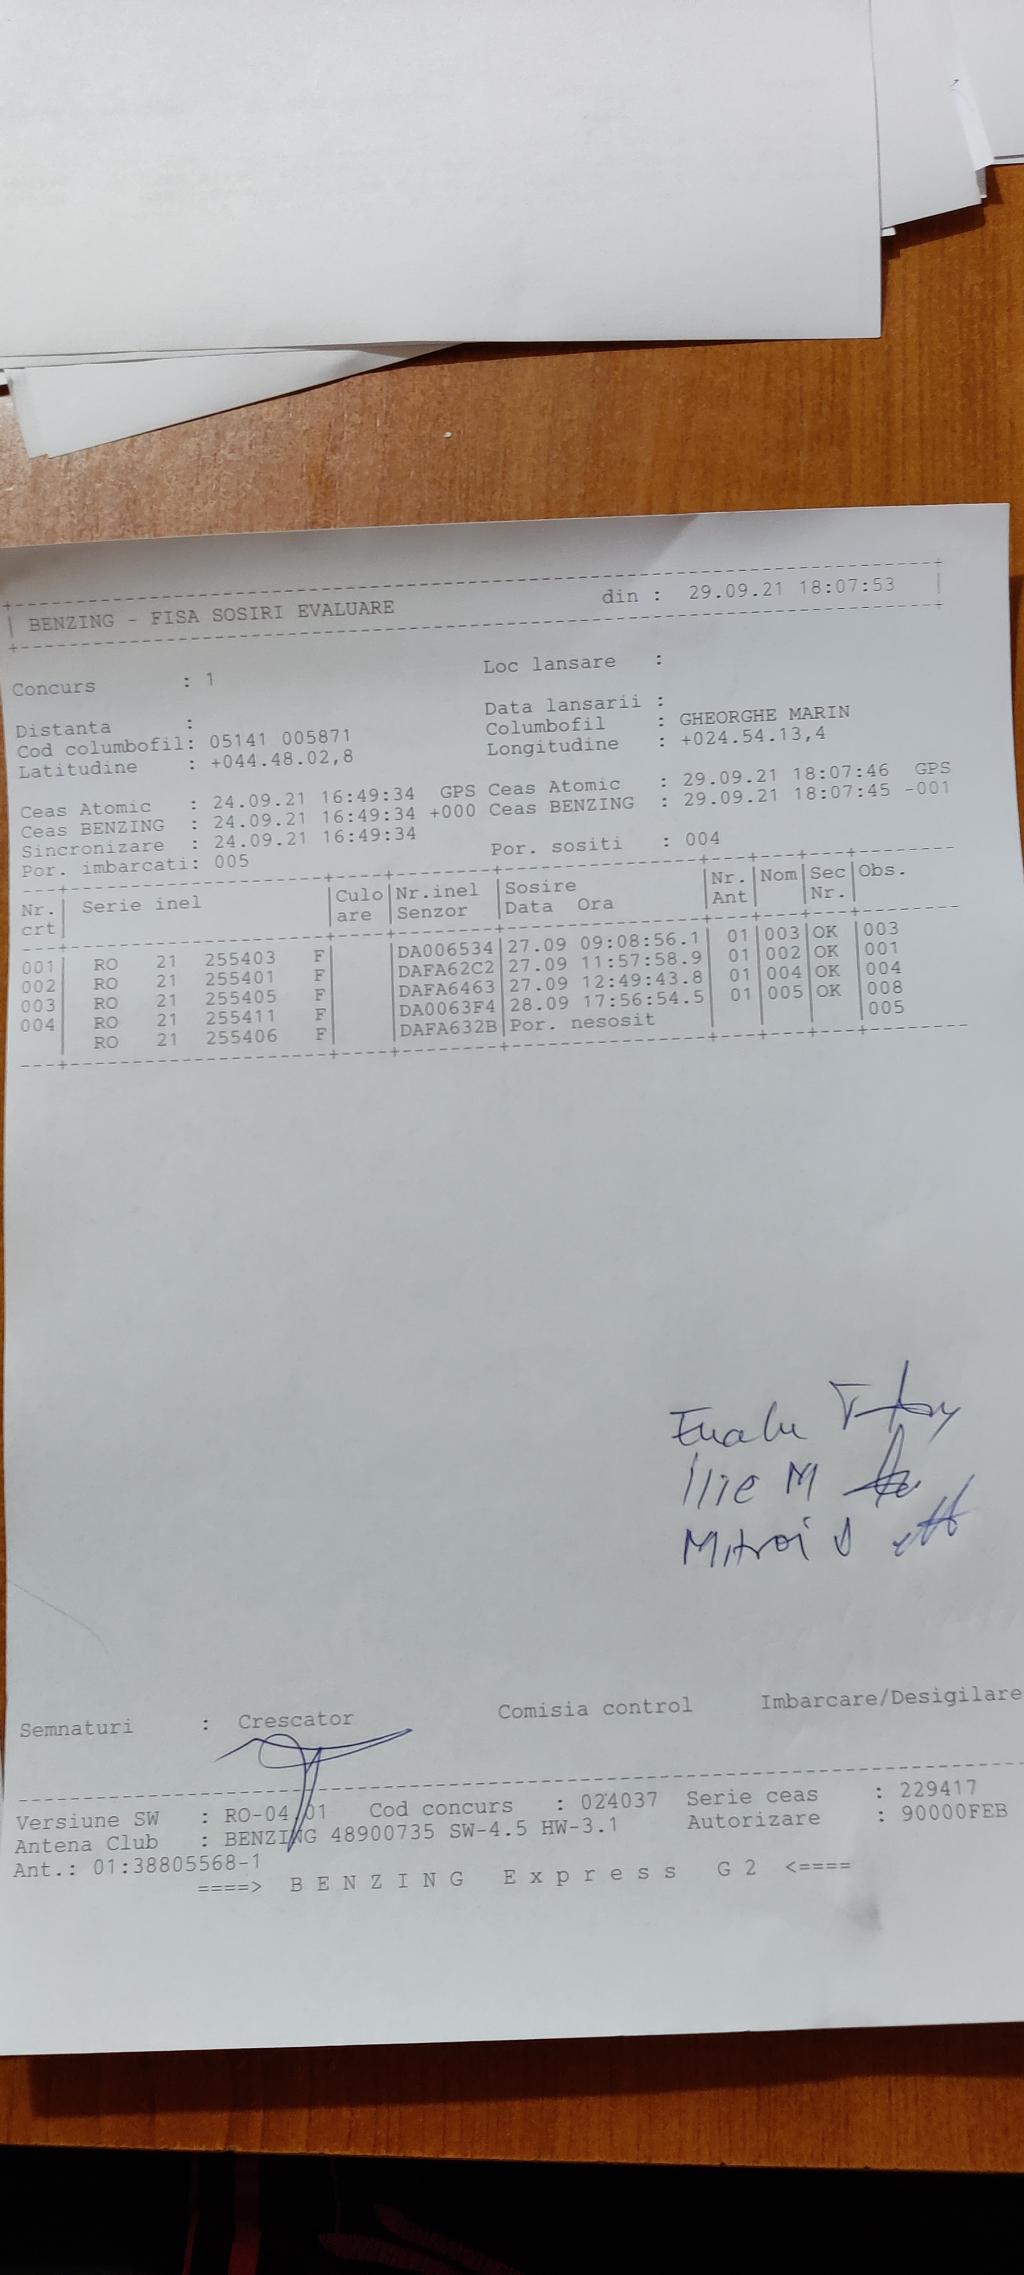 BENZING - FISA SOSIRI EVALUARE din : 29.09.21 18:07:53
Concurs : 1 Loc lansare :
Distanta : Data lansarii :
Cod columbofil: 05141 005871 Columbofil : GHEORGHE MARIN
Latitudine : +044.48.02,8 Longitudine : +024.54.13,4
Ceas Atomic : 24.09.21 16:49:34 GPS Ceas Atomic : 29.09.21 18:07:46 GPS
Ceas BENZING : 24.09.21 16:49:34 +000 Ceas BENZING : 29.09.21 18:07:45 -001
Sincronizare : 24.09.21 16:49:34
Por. imbarcati: 005 Por. sositi : 004
Nr. Serie inel Culo Nr.inel Sosire Nr. Nom Sec Obs.
crt are Senzor Data Ora Ant Nr.
001 RO 21 255403 F DA006534 27.09 09:08:56.1 01 003 OK 003
002 RO 21 255401 F DAFA62C2 27.09 11:57:58.9 01 002 OK 001
003 RO 21 255405 F DAFA6463 27.09 12:49:43.8 01 004 OK 004
004 RO 21 255411 F DA0063F4 28.09 17:56:54.5 01 005 OK 008
RO 21 255406 F DAFA632B Por. nesosit 005
Ilie M
Mitroi
Semnaturi : Crescator Comisia control Imbarcare/Desigilare
Versiune SW : RO-04.01 Cod concurs : 024037 Serie ceas : 229417
Antena Club : BENZING 48900735 SW-4.5 HW-3.1 Autorizare : 90000FEB
Ant.: 01:38805568-1
====> B E N Z I N G E x p r e s s G 2 <====